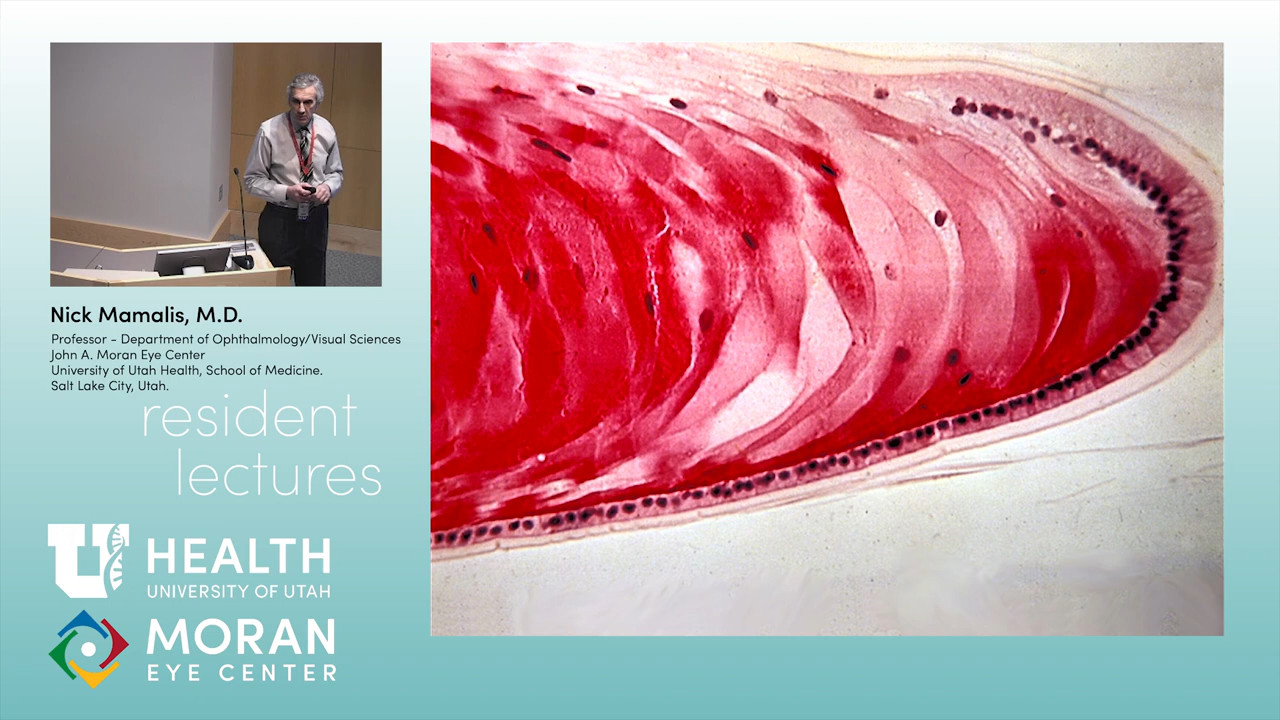 Nick Mamalis, M.D.
Professor - Department of Ophthalmology/Visual Sciences
John A. Moran Eye Center
University of Utah Health, School of Medicine.
Salt Lake City, Utah.
resident
lectures
U HEALTH
UNIVERSITY OF UTAH
MORAN
EYE CENTER